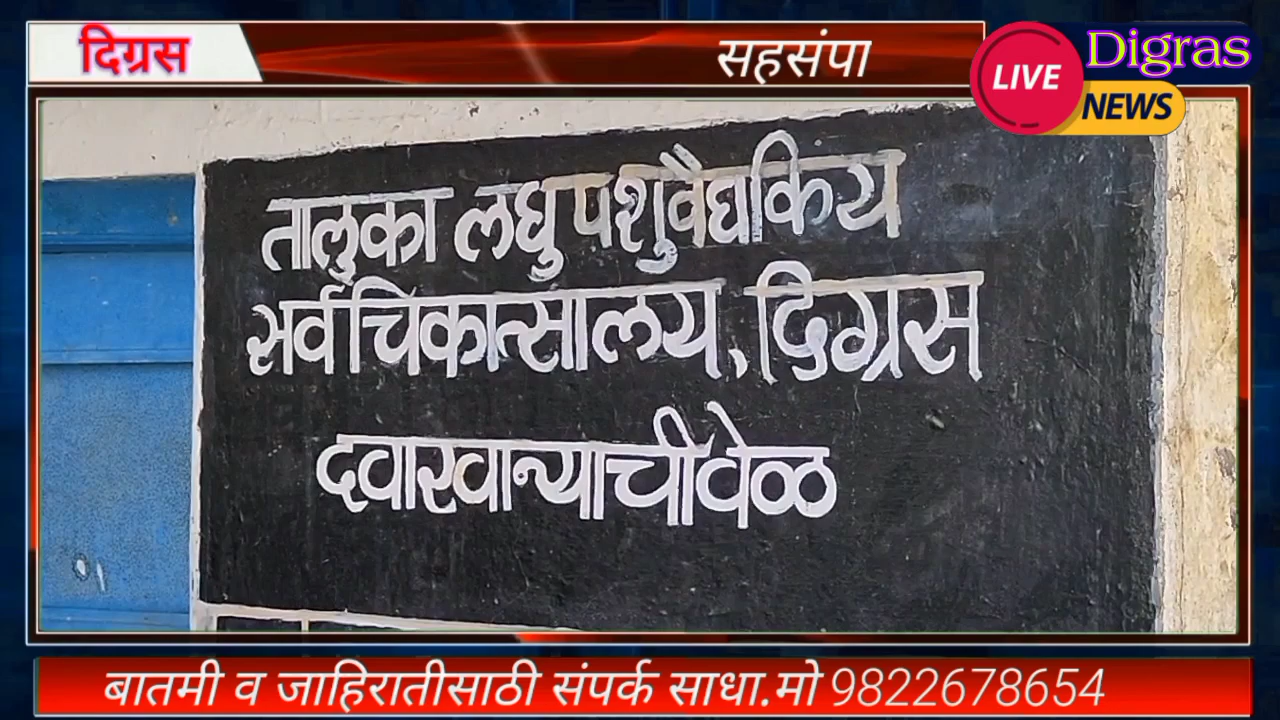 दिग्रस
सहसंपा
LIVE
Digras
NEWS
तालुका लघु पशुवैद्यकिय
सर्व चिकात्सालय, दिग्रस
दवाखान्याची वेळ
बातमी व जाहिरातीसाठी संपर्क साधा.मो 9822678654